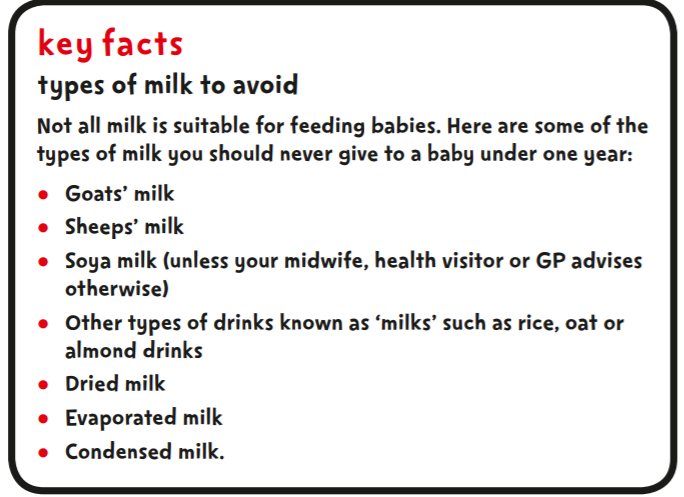 key facts
types of milk to avoid
Not all milk is suitable for feeding babies. Here are some of the
types of milk you should never give to a baby under one year:
• Goats’ milk
• Sheeps’ milk
• Soya milk (unless your midwife, health visitor or GP advises
otherwise)
• Other types of drinks known as ‘milks’ such as rice, oat or
almond drinks
• Dried milk
• Evaporated milk
• Condensed milk.